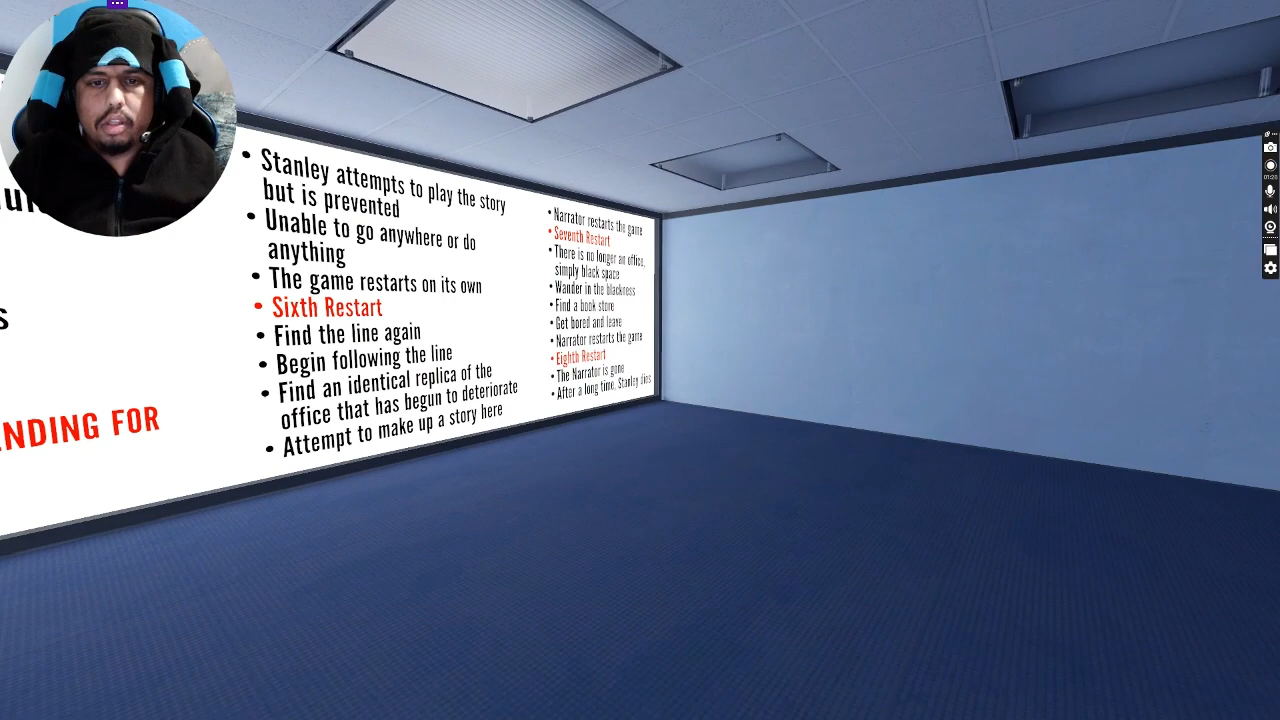 S
NDING FOR
• Stanley attempts to play the story
but is prevented
• Unable to go anywhere or do
anything
• The game restarts on its own
• Sixth Restart
• Find the line again
• Begin following the line
• Find an identical replica of the
office that has begun to deteriorate
• Attempt to make up a story here
• Narrator restarts the game
• Seventh Restart
• There is no longer an office,
simply black space
• Wander in the blackness
• Find a book store
• Get bored and leave
• Narrator restarts the game
• Eighth Restart
• The Narrator is gone
• After a long time, Stanley dies